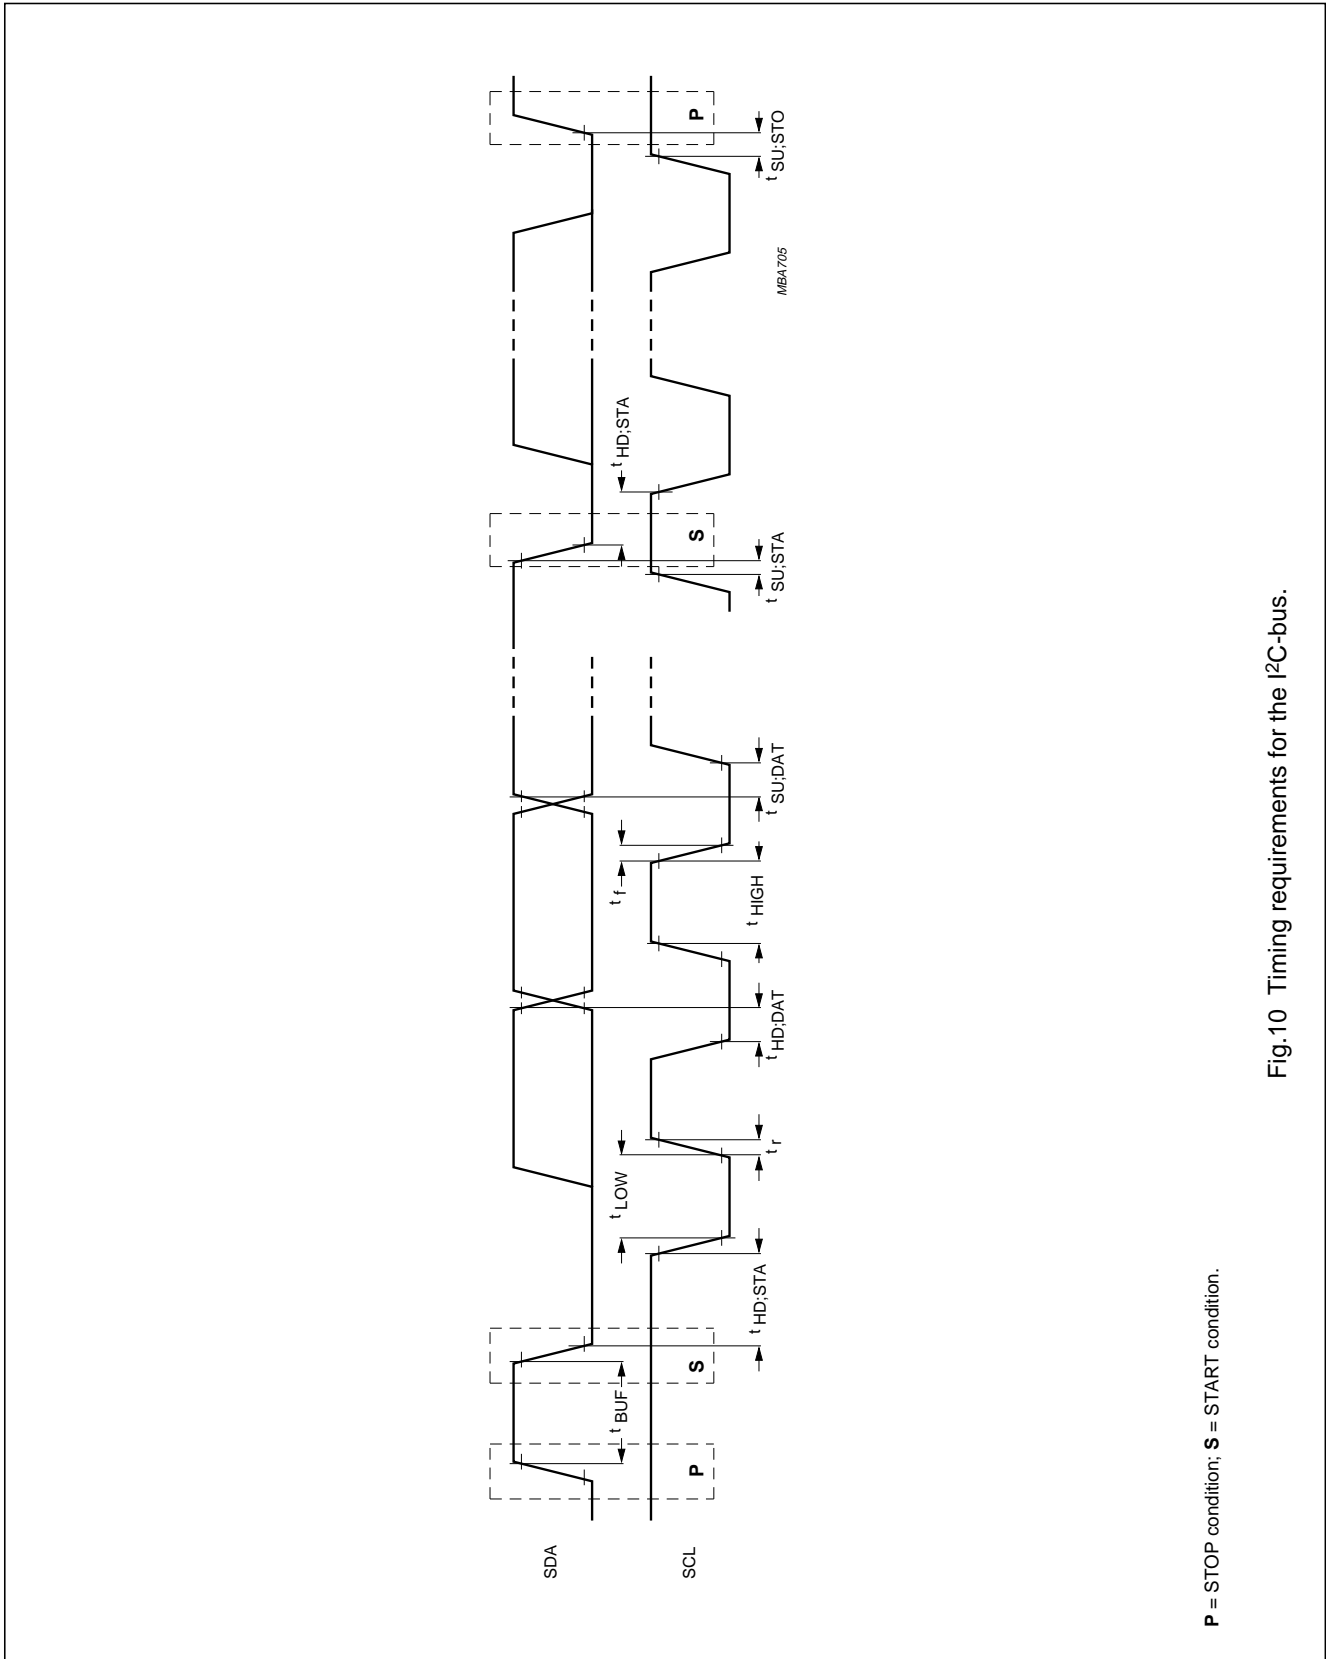 SDA
SCL
P
t BUF
S
t HD;STA
t LOW
t r
t HD;DAT
t HIGH
t f
t SU;DAT
t SU;STA
S
t HD;STA
MBA705
t SU;STO
P
P = STOP condition; S = START condition.
Fig.10 Timing requirements for the I²C-bus.